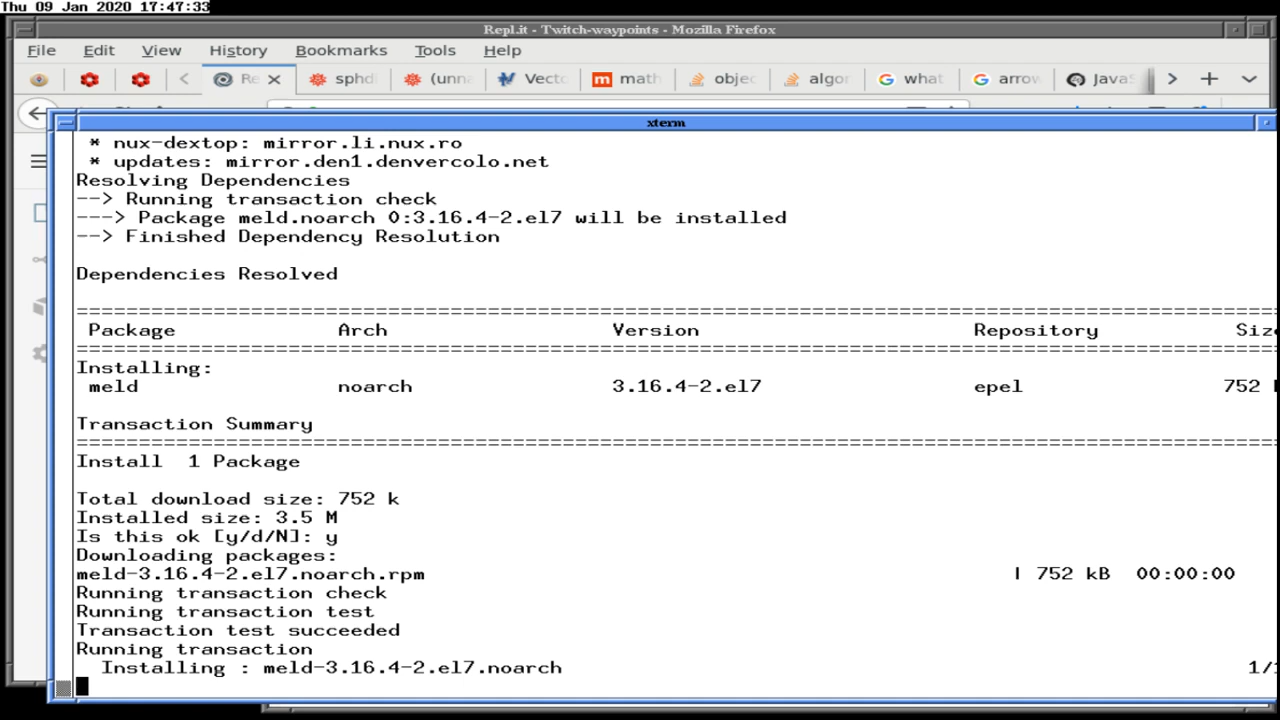 Thu 09 Jan 2020 17:47:33
RepLit - Twitch-waypoints - Mozilla Firefox
File Edit View History Bookmarks Tools Help
Re sphd (unna Vecto math objec algo what arrow Javas
xterm
* nux-dextop: mirror.li.nux.ro
* updates: mirror.den1.denvercolo.net
Resolving Dependencies
--> Running transaction check
---> Package meld.noarch 0:3.16.4-2.el7 will be installed
--> Finished Dependency Resolution
Dependencies Resolved
================================================================================
Package Arch Version Repository Size
================================================================================
Installing:
meld noarch 3.16.4-2.el7 epel 752
Transaction Summary
================================================================================
Install 1 Package
Total download size: 752 k
Installed size: 3.5 M
Is this ok [y/d/N]: y
Downloading packages:
meld-3.16.4-2.el7.noarch.rpm | 752 kB 00:00:00
Running transaction check
Running transaction test
Transaction test succeeded
Running transaction
Installing : meld-3.16.4-2.el7.noarch 1/1